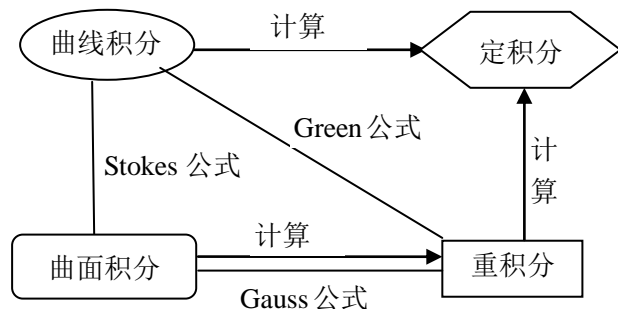 曲线积分
计算
定积分
Green 公式
Stokes 公式
计
算
曲面积分
计算
重积分
Gauss 公式